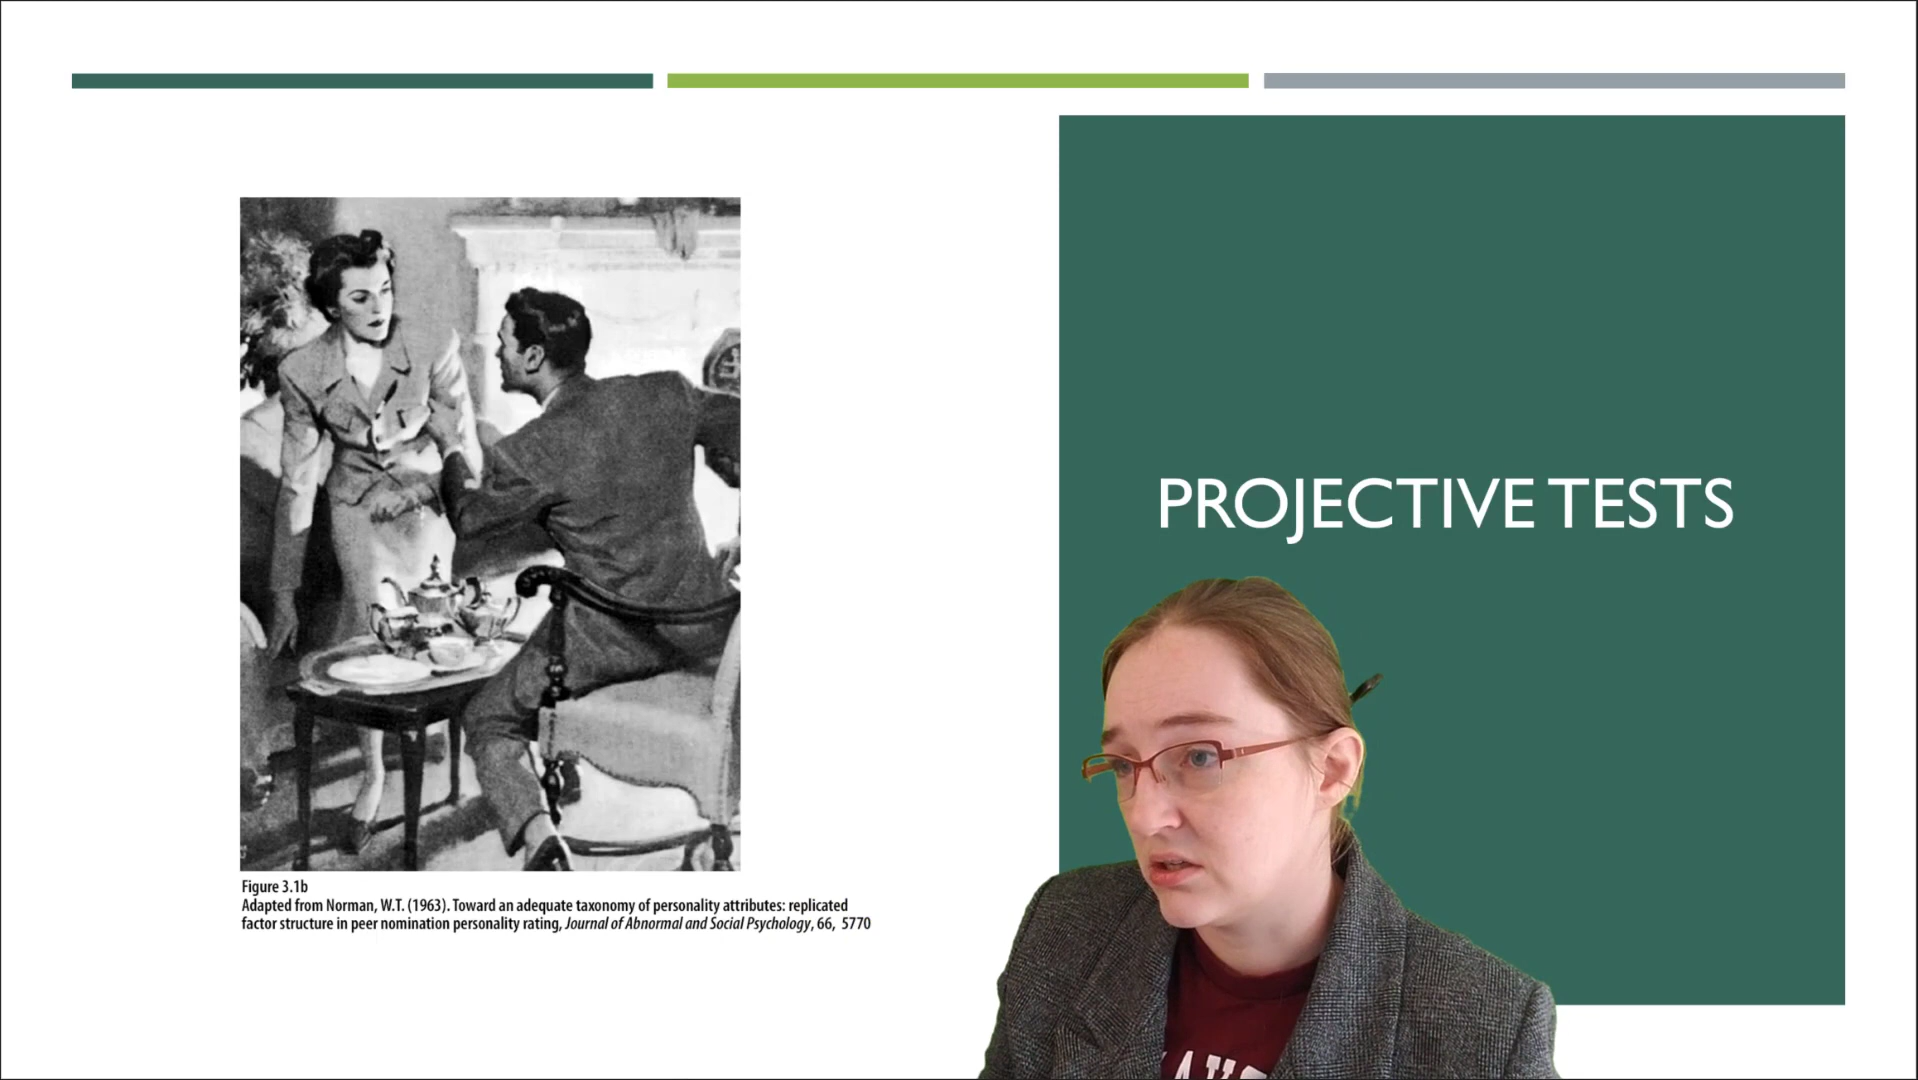 PROJECTIVE TESTS
Figure 3.1b
Adapted from Norman, W.T. (1963). Toward an adequate taxonomy of personality attributes: replicated
factor structure in peer nomination personality rating, Journal of Abnormal and Social Psychology, 66, 5770